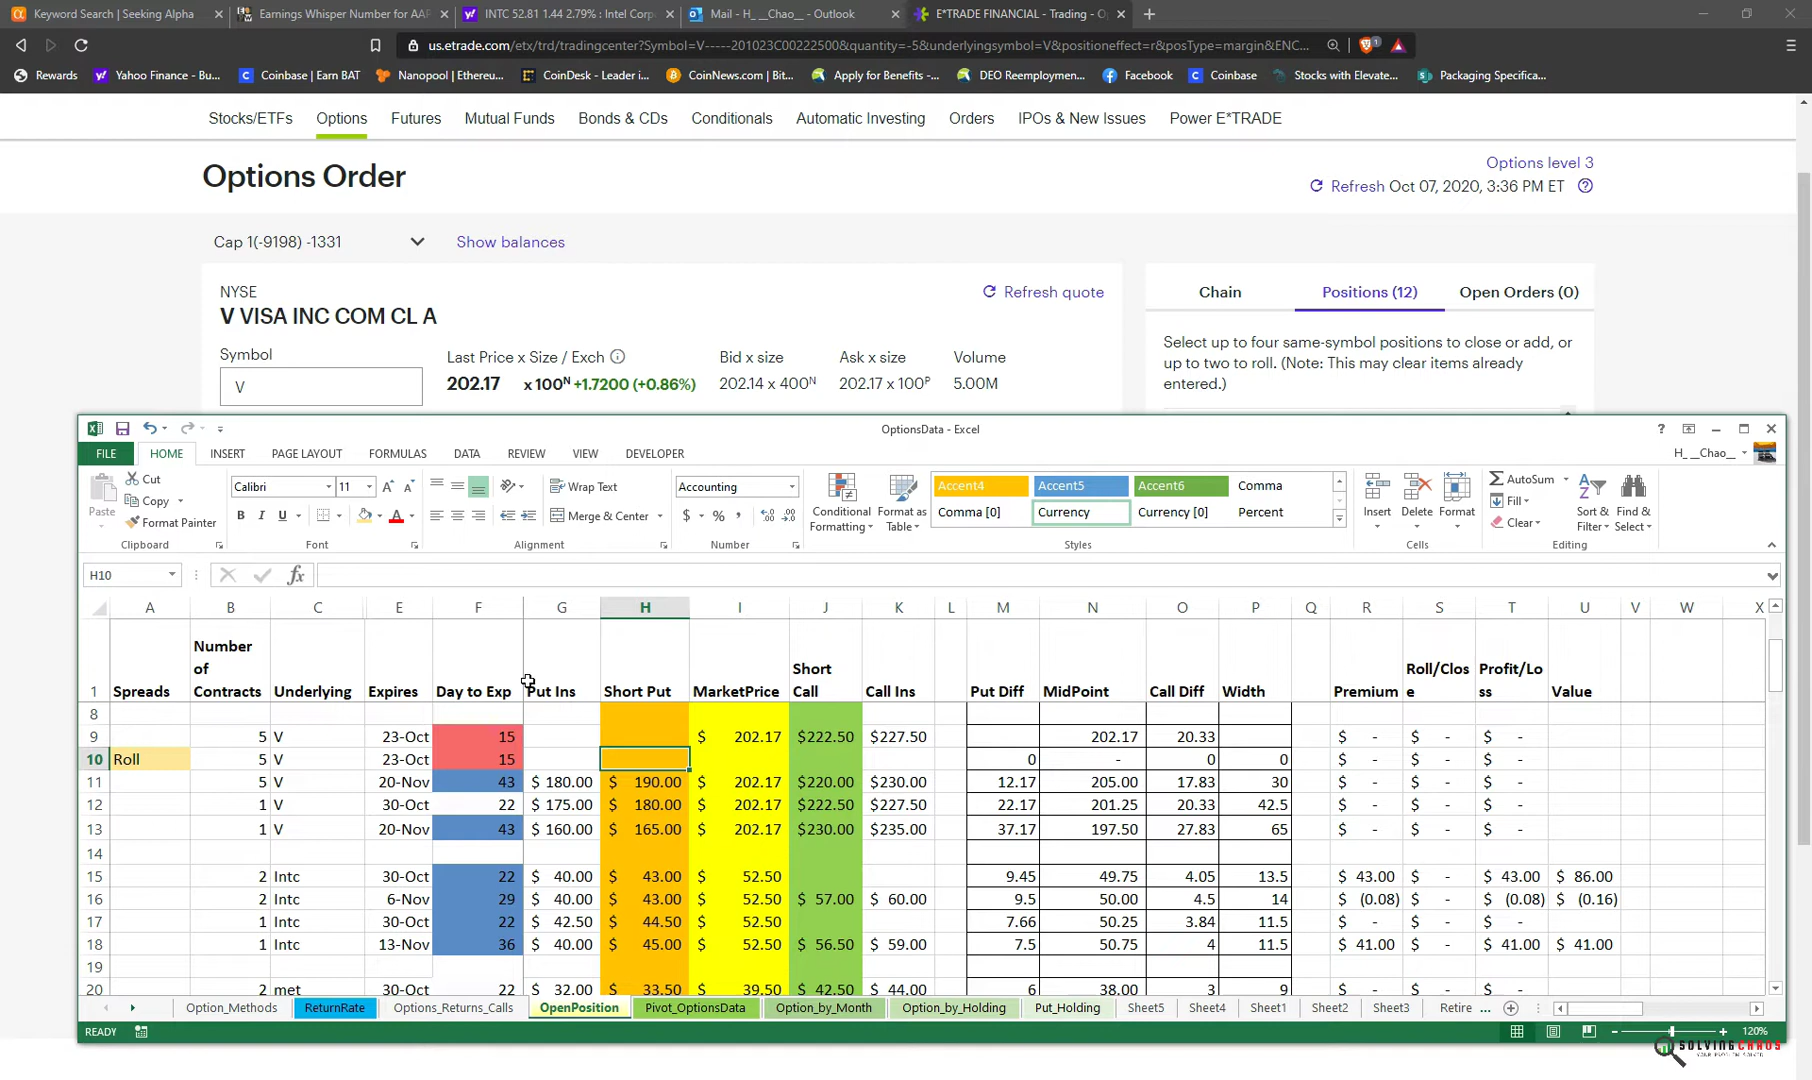 Keyword Search | Seeking Alpha
Earnings Whisper Number for AAP
INTC 52.81 1.44 2.79% : Intel Corp
Mail - H_ __Chao__ - Outlook
E*TRADE FINANCIAL - Trading - Op
us.etrade.com/etx/trd/tradingcenter?Symbol=V-----201023C00222500&quantity=-5&underlyingsymbol=V&positioneffect=r&posType=margin&ENC...
1
Rewards Yahoo Finance - Bu... Coinbase | Earn BAT Nanopool | Ethereu... CoinDesk - Leader i... CoinNews.com | Bit... Apply for Benefits -... DEO Reemploymen... Facebook Coinbase Stocks with Elevate... Packaging Specifica...
Stocks/ETFs Options Futures Mutual Funds Bonds & CDs Conditionals Automatic Investing Orders IPOs & New Issues Power E*TRADE
Options Order
Options level 3
Refresh Oct 07, 2020, 3:36 PM ET
Cap 1(-9198) -1331
Show balances
NYSE
V VISA INC COM CL A
Refresh quote
Symbol
V
Last Price x Size / Exch Bid x size Ask x size Volume
202.17 x 100N +1.7200 (+0.86%) 202.14 x 400N 202.17 x 100P 5.00M
Chain Positions (12) Open Orders (0)
Select up to four same-symbol positions to close or add, or
up to two to roll. (Note: This may clear items already
entered.)
OptionsData - Excel
FILE HOME INSERT PAGE LAYOUT FORMULAS DATA REVIEW VIEW DEVELOPER
H_ __Chao__
Paste
Cut
Copy
Format Painter
Clipboard
Calibri 11
B I U
Font
Wrap Text
Merge & Center
Alignment
Accounting
$ % ,
Number
Conditional
Formatting
Format as
Table
Accent4 Accent5 Accent6 Comma
Comma [0] Currency Currency [0] Percent
Styles
Insert Delete Format
Cells
AutoSum
Fill
Clear
Sort &
Filter
Find &
Select
Editing
H10
fx
A B C E F G H I J K L M N O P Q R S T U V W X
1 Spreads Number of Contracts Underlying Expires Day to Exp Put Ins Short Put MarketPrice Short Call Call Ins Put Diff MidPoint Call Diff Width Premium Roll/Close Profit/Loss Value
8
9 5 V 23-Oct 15 $ 202.17 $222.50 $227.50 202.17 20.33 $ - $ - $ -
10 Roll 5 V 23-Oct 15 0 - 0 0 $ - $ - $ -
11 5 V 20-Nov 43 $ 180.00 $ 190.00 $ 202.17 $220.00 $230.00 12.17 205.00 17.83 30 $ - $ - $ -
12 1 V 30-Oct 22 $ 175.00 $ 180.00 $ 202.17 $222.50 $227.50 22.17 201.25 20.33 42.5 $ - $ - $ -
13 1 V 20-Nov 43 $ 160.00 $ 165.00 $ 202.17 $230.00 $235.00 37.17 197.50 27.83 65 $ - $ - $ -
14
15 2 Intc 30-Oct 22 $ 40.00 $ 43.00 $ 52.50 9.45 49.75 4.05 13.5 $ 43.00 $ - $ 43.00 $ 86.00
16 2 Intc 6-Nov 29 $ 40.00 $ 43.00 $ 52.50 $ 57.00 $ 60.00 9.5 50.00 4.5 14 $ (0.08) $ - $ (0.08) $ (0.16)
17 1 Intc 30-Oct 22 $ 42.50 $ 44.50 $ 52.50 7.66 50.25 3.84 11.5 $ - $ - $ -
18 1 Intc 13-Nov 36 $ 40.00 $ 45.00 $ 52.50 $ 56.50 $ 59.00 7.5 50.75 4 11.5 $ 41.00 $ - $ 41.00 $ 41.00
19
20 2 met 30-Oct 22 $ 32.00 $ 33.50 $ 39.50 $ 42.50 $ 44.00 6 38.00 3 9 $ - $ - $ -
Option_Methods ReturnRate Options_Returns_Calls OpenPosition Pivot_OptionsData Option_by_Month Option_by_Holding Put_Holding Sheet5 Sheet4 Sheet1 Sheet2 Sheet3 Retire ...
READY
120%
SOLVING CHAOS